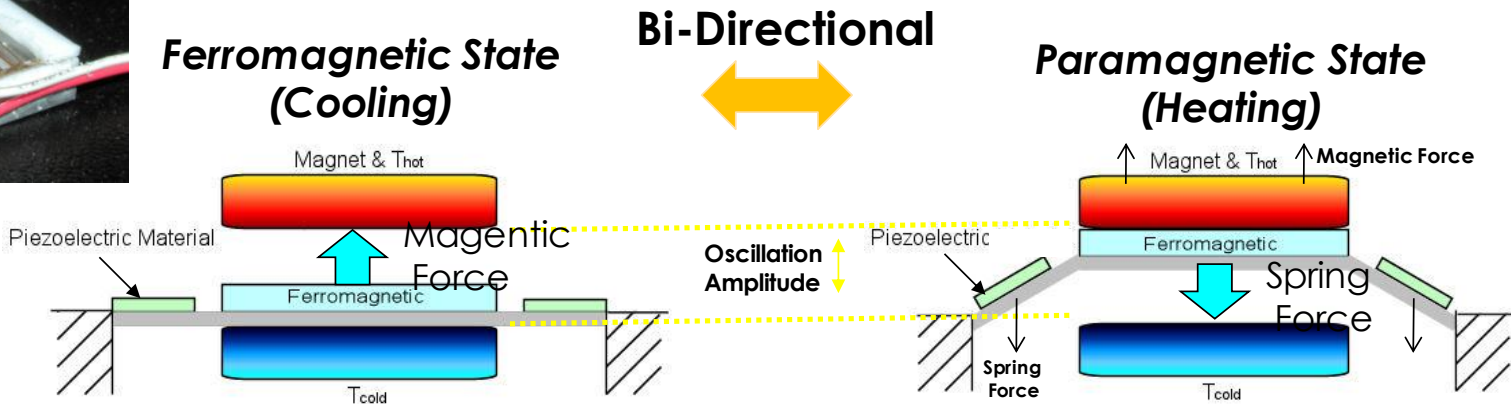 Bi-Directional
Ferromagnetic State
(Cooling)
Magnet & Thot
Piezoelectric Material
Magentic
Force
Ferromagnetic
Tcold
Oscillation
Amplitude
Paramagnetic State
(Heating)
Magnet & Thot
Magnetic Force
Piezoelectric
Ferromagnetic
Spring
Force
Spring
Force
Tcold